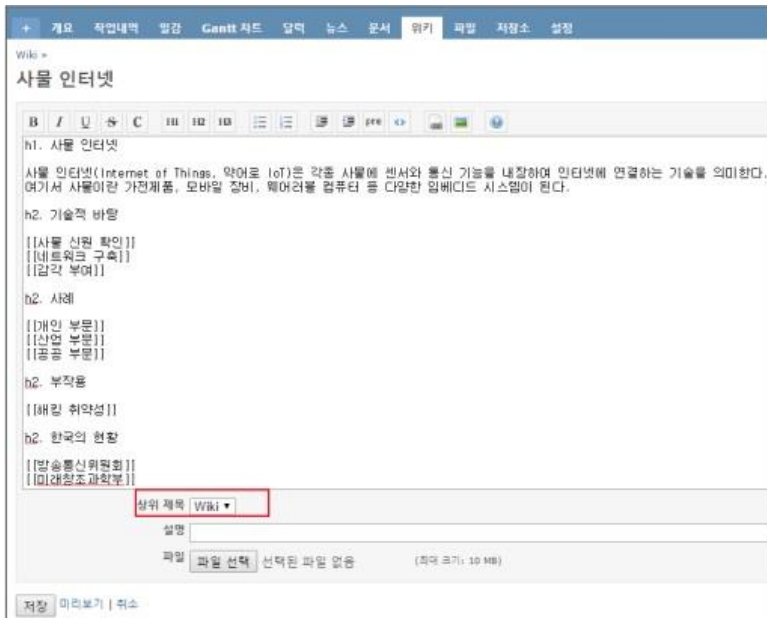 + 개요 작업내역 일감 Gantt 차트 달력 뉴스 문서 위키 파일 저장소 설정
Wiki »
사물 인터넷
B I U S C H1 H2 H3 pre <>
h1. 사물 인터넷
사물 인터넷(Internet of Things, 약어로 IoT)은 각종 사물에 센서와 통신 기능을 내장하여 인터넷에 연결하는 기술을 의미한다.
여기서 사물이란 가전제품, 모바일 장비, 웨어러블 컴퓨터 등 다양한 임베디드 시스템이 된다.
h2. 기술적 바탕
[[사물 신원 확인]]
[[네트워크 구축]]
[[감각 부여]]
h2. 사례
[[개인 부문]]
[[산업 부문]]
[[공공 부문]]
h2. 부작용
[[해킹 취약성]]
h2. 한국의 현황
[[방송통신위원회]]
[[미래창조과학부]]
상위 제목 Wiki
설명
파일 파일 선택 선택된 파일 없음 (최대 크기: 10 MB)
저장 미리보기 | 취소